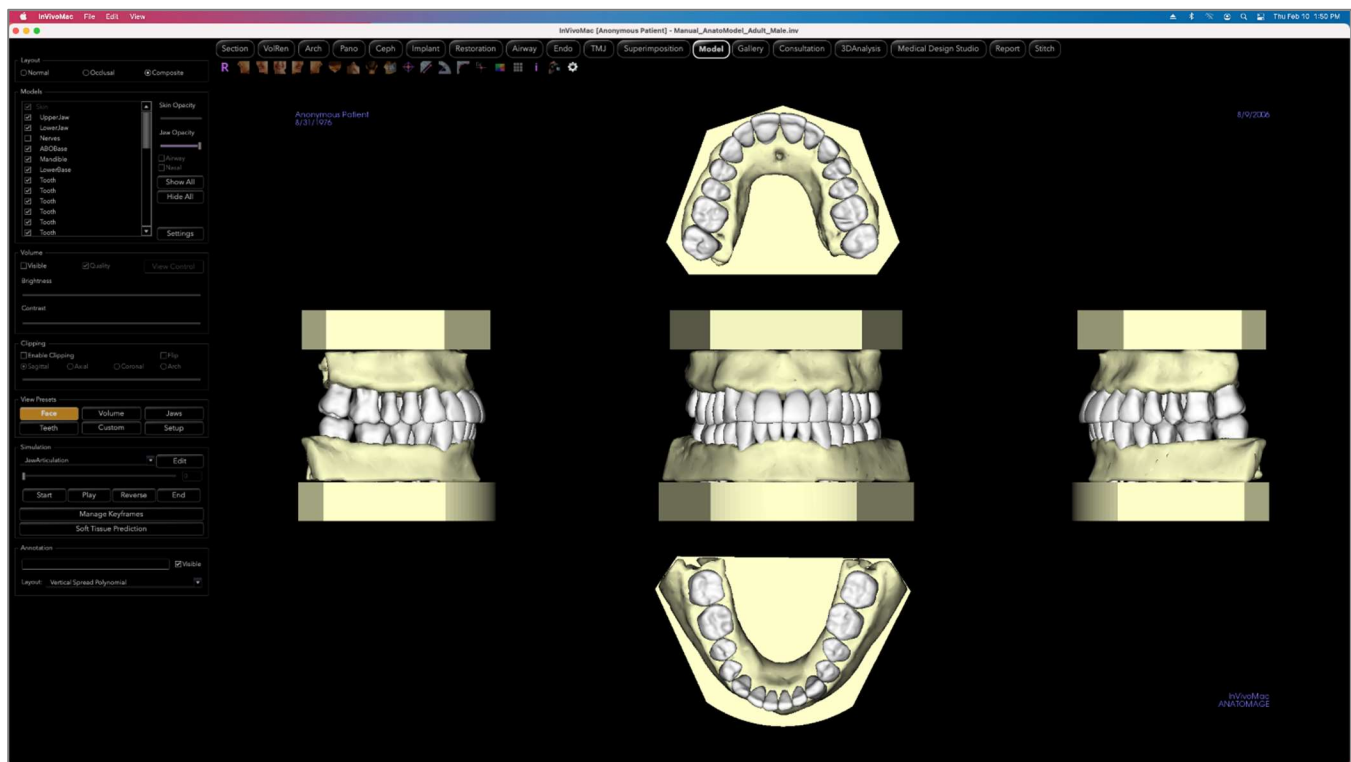 InVivoMac File Edit View
Thu Feb 10 1:50 PM
InVivoMac [Anonymous Patient] - Manual_AnatoModel_Adult_Male.inv
Section VolRen Arch Pano Ceph Implant Restoration Airway Endo TMJ Superimposition Model Gallery Consultation 3DAnalysis Medical Design Studio Report Stitch
R
i
Layout
Normal Occlusal Composite
Models
Skin
UpperJaw
LowerJaw
Nerves
ABOBase
Mandible
LowerBase
Tooth
Tooth
Tooth
Tooth
Tooth
Tooth
Skin Opacity
Jaw Opacity
Airway
Nasal
Show All
Hide All
Settings
Volume
Visible Quality View Control
Brightness
Contrast
Clipping
Enable Clipping Flip
Sagittal Axial Coronal Arch
View Presets
Face Volume Jaws
Teeth Custom Setup
Simulation
JawArticulation Edit
0
Start Play Reverse End
Manage Keyframes
Soft Tissue Prediction
Annotation
Visible
Layout: Vertical Spread Polynomial
Anonymous Patient
8/31/1976
8/9/2006
InVivoMac
ANATOMAGE